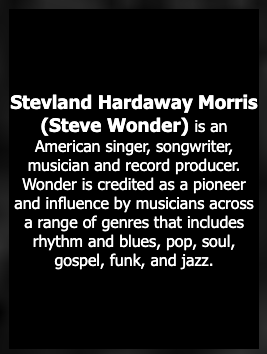 Stevland Hardaway Morris
(Steve Wonder) is an
American singer, songwriter,
musician and record producer.
Wonder is credited as a pioneer
and influence by musicians across
a range of genres that includes
rhythm and blues, pop, soul,
gospel, funk, and jazz.